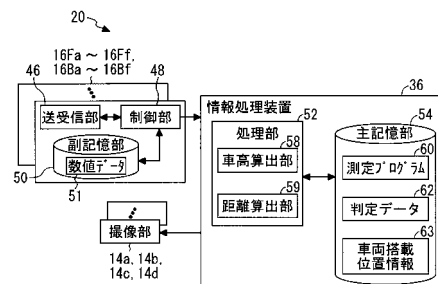 20
16Fa ~ 16Ff,
16Ba ~ 16Bf
46
48
36
送受信部
制御部
情報処理装置
52
54
処理部
主記憶部
副記憶部
58
60
車高算出部
測定プログラム
50
数値データ
51
59
62
距離算出部
判定データ
63
撮像部
車両搭載
位置情報
14a, 14b,
14c, 14d